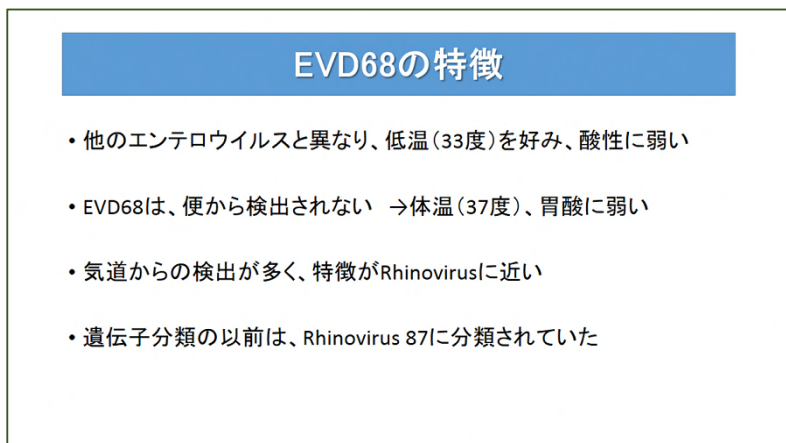 EVD68の特徴
• 他のエンテロウイルスと異なり、低温（33度）を好み、酸性に弱い
• EVD68は、便から検出されない →体温（37度）、胃酸に弱い
• 気道からの検出が多く、特徴がRhinovirusに近い
• 遺伝子分類の以前は、Rhinovirus 87に分類されていた